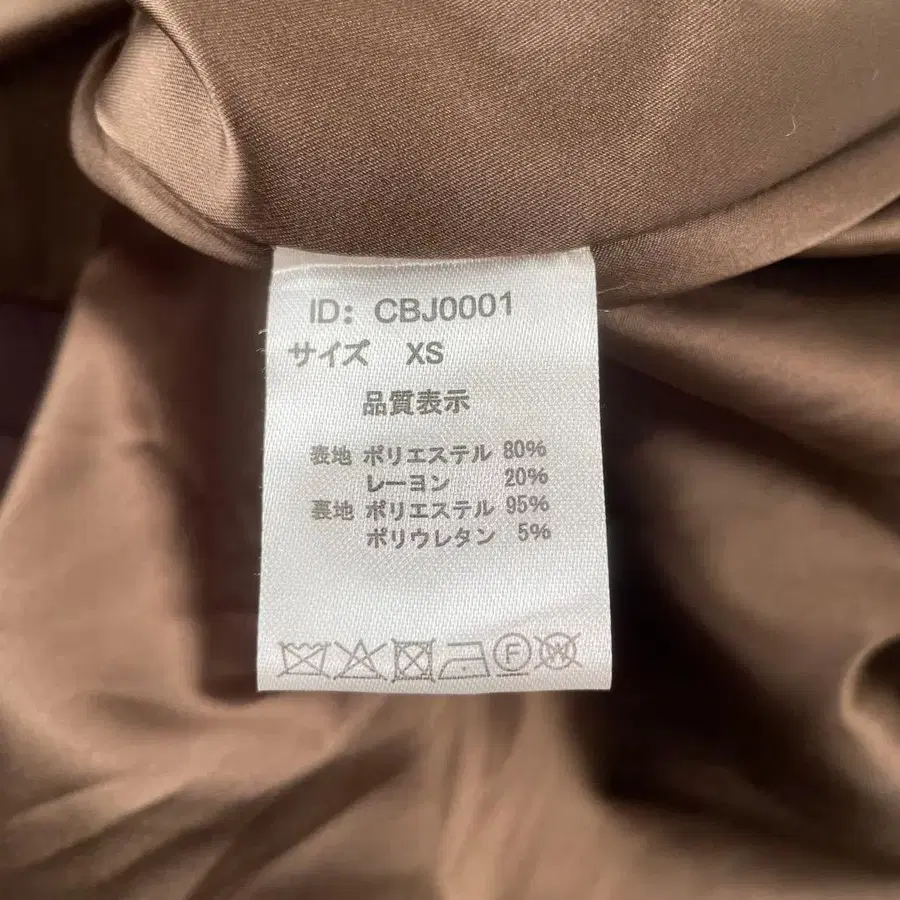 ID: CBJ0001
サイズ XS
品質表示
表地 ポリエステル 80%
レーヨン 20%
裏地 ポリエステル 95%
ポリウレタン 5%
F W